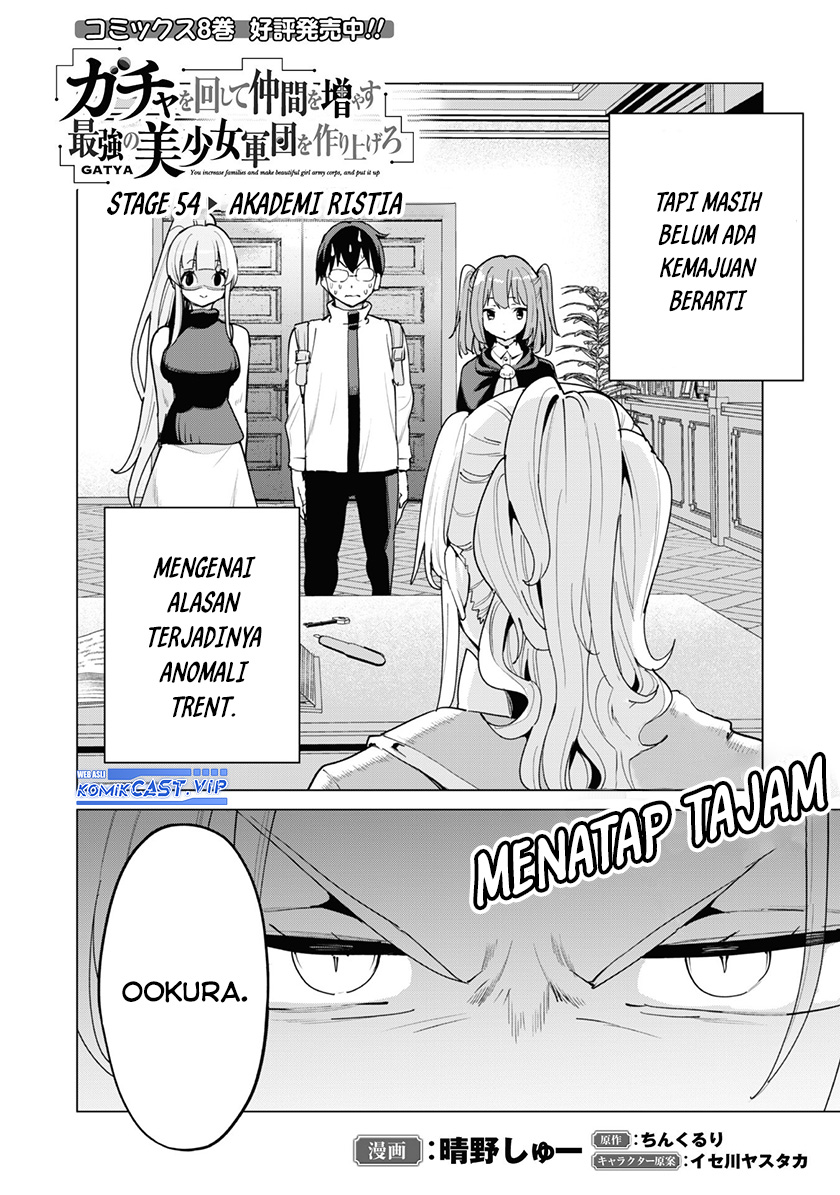 コミックス8巻 好評発売中!!
ガチャを回して仲間を増やす
最強の美少女軍団を作り上げろ
GATYA
You increase families and make beautiful girl army corps, and put it up
STAGE 54 ▶ AKADEMI RISTIA
TAPI MASIH
BELUM ADA
KEMAJUAN
BERARTI
MENGENAI
ALASAN
TERJADINYA
ANOMALI
TRENT.
WEB ASLI
KOMIKCAST.VIP
MENATAP TAJAM
OOKURA.
漫画:晴野しゅー
原作:ちんくるり
キャラクター原案:イセ川ヤスタカ